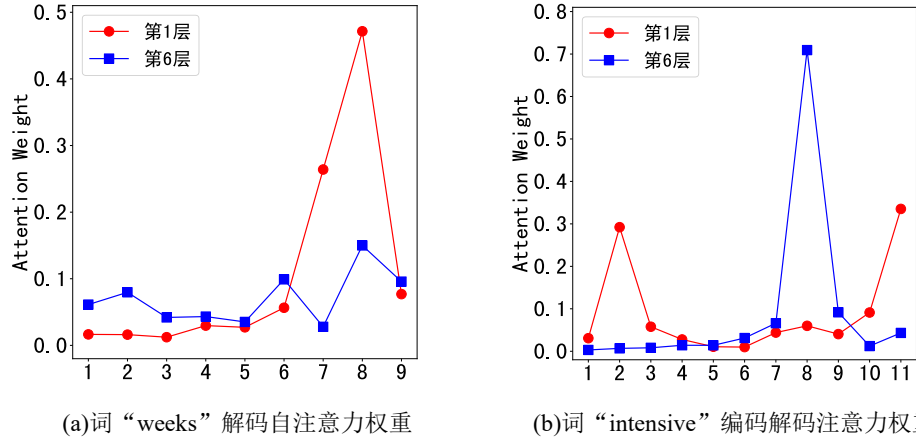 0.5
0.4
0.3
0.2
0.1
0.0
Attention Weight
第1层
第6层
1 2 3 4 5 6 7 8 9
(a)词“weeks”解码自注意力权重
0.8
0.7
0.6
0.5
0.4
0.3
0.2
0.1
0.0
Attention Weight
第1层
第6层
1 2 3 4 5 6 7 8 9 10 11
(b)词“intensive”编码解码注意力权